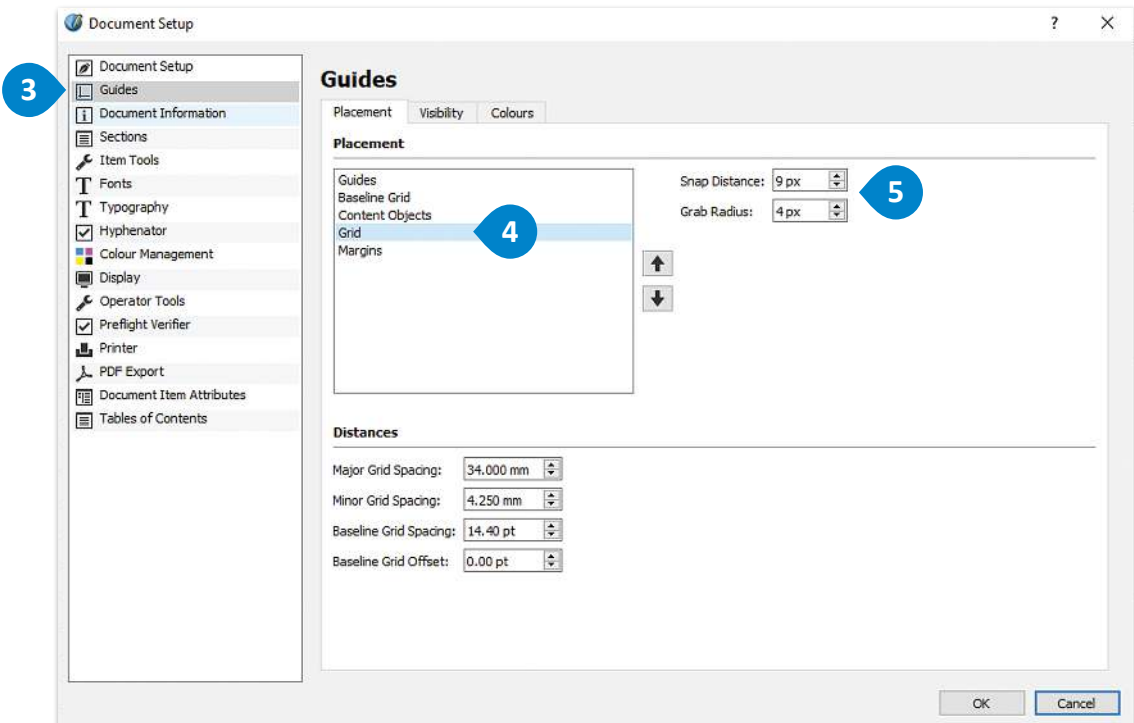 Document Setup
?
3
Document Setup
Guides
Document Information
Sections
Item Tools
Fonts
Typography
Hyphenator
Colour Management
Display
Operator Tools
Preflight Verifier
Printer
PDF Export
Document Item Attributes
Tables of Contents
Guides
Placement Visibility Colours
Placement
Guides
Baseline Grid
Content Objects
Grid
Margins
4
Snap Distance: 9 px
Grab Radius: 4 px
5
Distances
Major Grid Spacing: 34.000 mm
Minor Grid Spacing: 4.250 mm
Baseline Grid Spacing: 14.40 pt
Baseline Grid Offset: 0.00 pt
OK Cancel